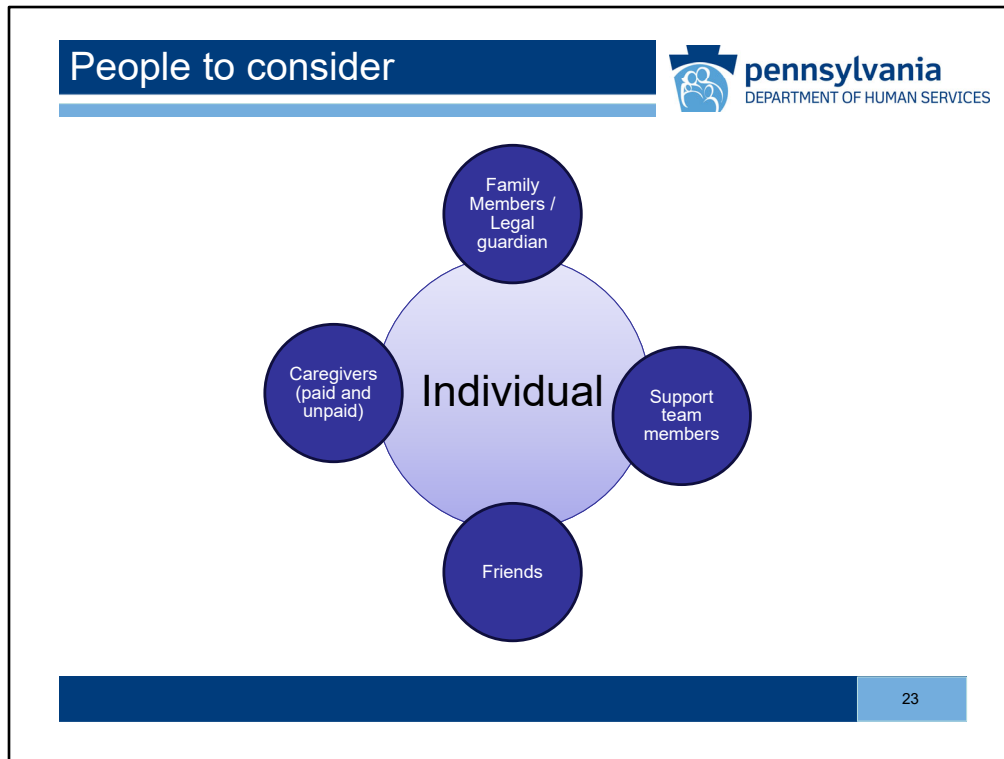 People to consider
pennsylvania
DEPARTMENT OF HUMAN SERVICES
Family
Members /
Legal
guardian
Caregivers
(paid and
unpaid)
Individual
Support
team
members
Friends
23